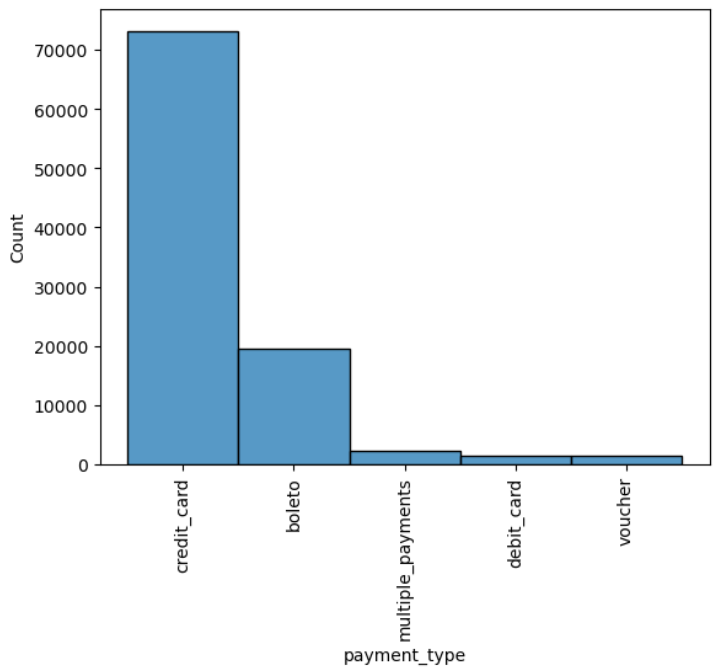 70000
60000
50000
40000
30000
20000
10000
0
Count
credit_card
boleto
multiple_payments
debit_card
voucher
payment_type